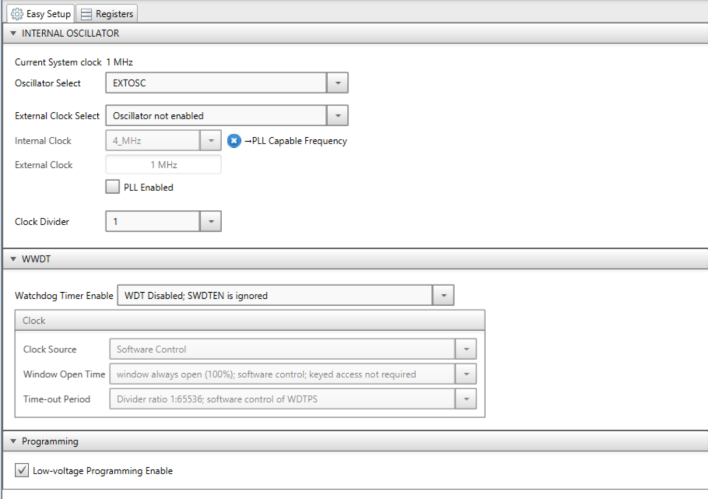 Easy Setup Registers
INTERNAL OSCILLATOR
Current System clock 1 MHz
Oscillator Select EXTOSC
External Clock Select Oscillator not enabled
Internal Clock 4_MHz →PLL Capable Frequency
External Clock 1 MHz
PLL Enabled
Clock Divider 1
WWDT
Watchdog Timer Enable WDT Disabled; SWDTEN is ignored
Clock
Clock Source Software Control
Window Open Time window always open (100%); software control; keyed access not required
Time-out Period Divider ratio 1:65536; software control of WDTPS
Programming
Low-voltage Programming Enable